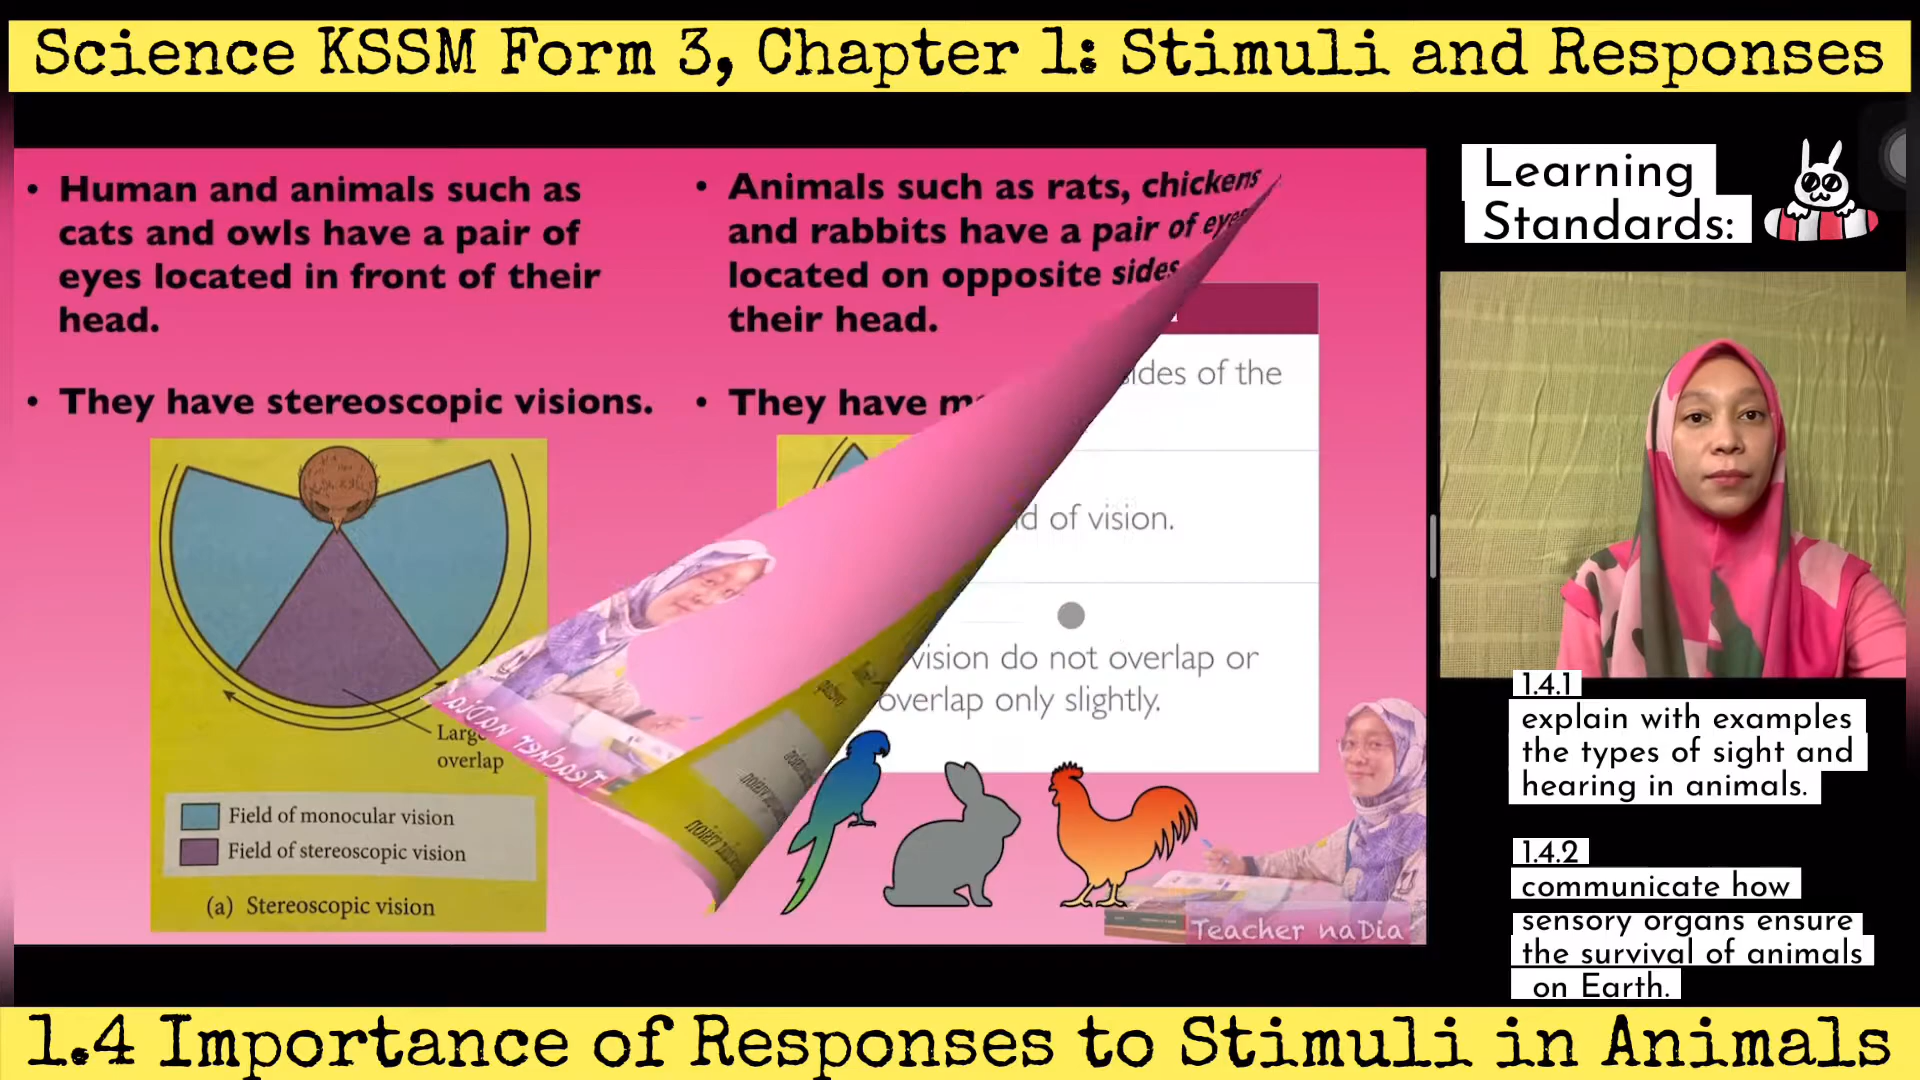 Science KSSM Form 3, Chapter 1: Stimuli and Responses
• Human and animals such as
cats and owls have a pair of
eyes located in front of their
head.
• They have stereoscopic visions.
Large
overlap
Field of monocular vision
Field of stereoscopic vision
(a) Stereoscopic vision
• Animals such as rats, chickens
and rabbits have a pair of eyes
located on opposite sides
their head.
• They have
sides of the
of vision.
vision do not overlap or
overlap only slightly.
Teacher naDia
Teacher naDia
Learning
Standards:
1.4.1
explain with examples
the types of sight and
hearing in animals.
1.4.2
communicate how
sensory organs ensure
the survival of animals
on Earth.
1.4 Importance of Responses to Stimuli in Animals